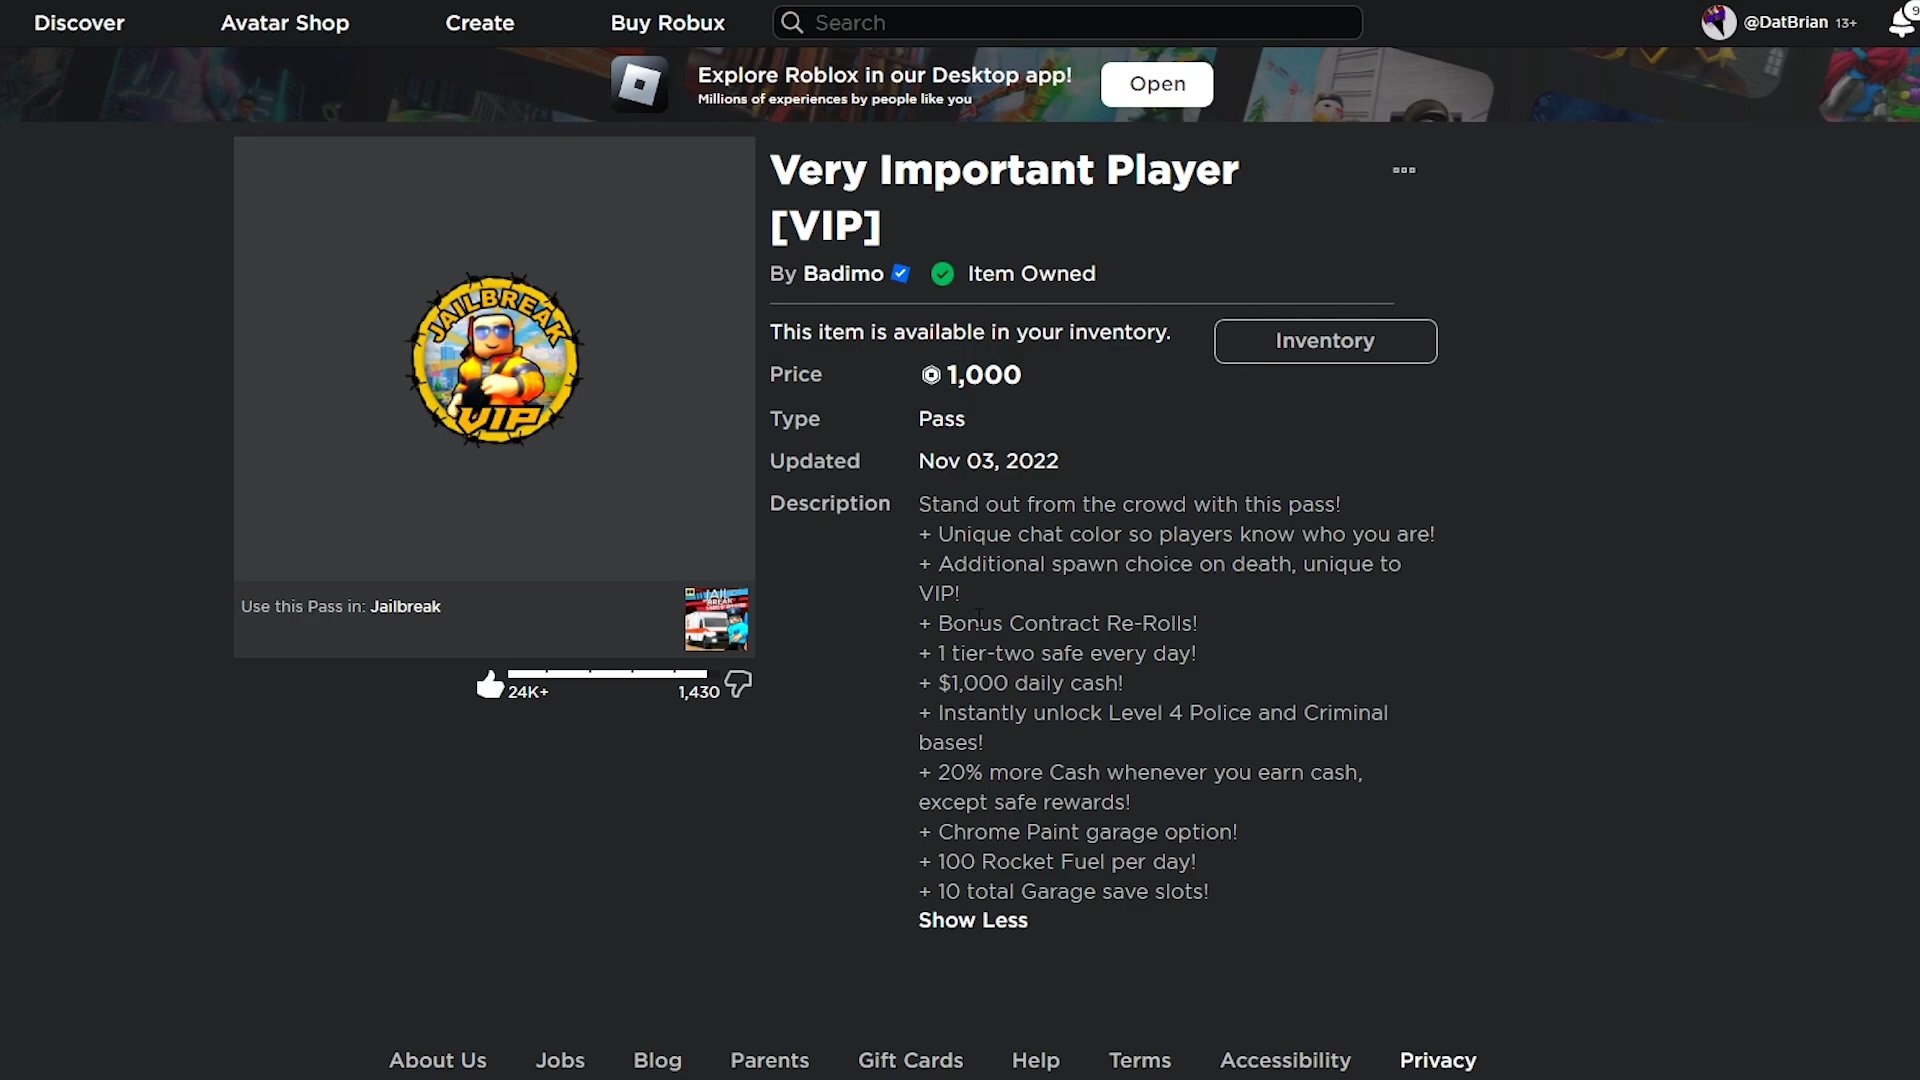 Discover Avatar Shop Create Buy Robux Search @DatBrian 13+ 9
Explore Roblox in our Desktop app!
Millions of experiences by people like you
Open
Very Important Player
[VIP]
By Badimo Item Owned
This item is available in your inventory.
Inventory
Price 1,000
Type Pass
Updated Nov 03, 2022
Description Stand out from the crowd with this pass!
+ Unique chat color so players know who you are!
+ Additional spawn choice on death, unique to
VIP!
+ Bonus Contract Re-Rolls!
+ 1 tier-two safe every day!
+ $1,000 daily cash!
+ Instantly unlock Level 4 Police and Criminal
bases!
+ 20% more Cash whenever you earn cash,
except safe rewards!
+ Chrome Paint garage option!
+ 100 Rocket Fuel per day!
+ 10 total Garage save slots!
Show Less
JAILBREAK
VIP
Use this Pass in: Jailbreak
JAIL
BREAK
24K+ 1,430
About Us Jobs Blog Parents Gift Cards Help Terms Accessibility Privacy